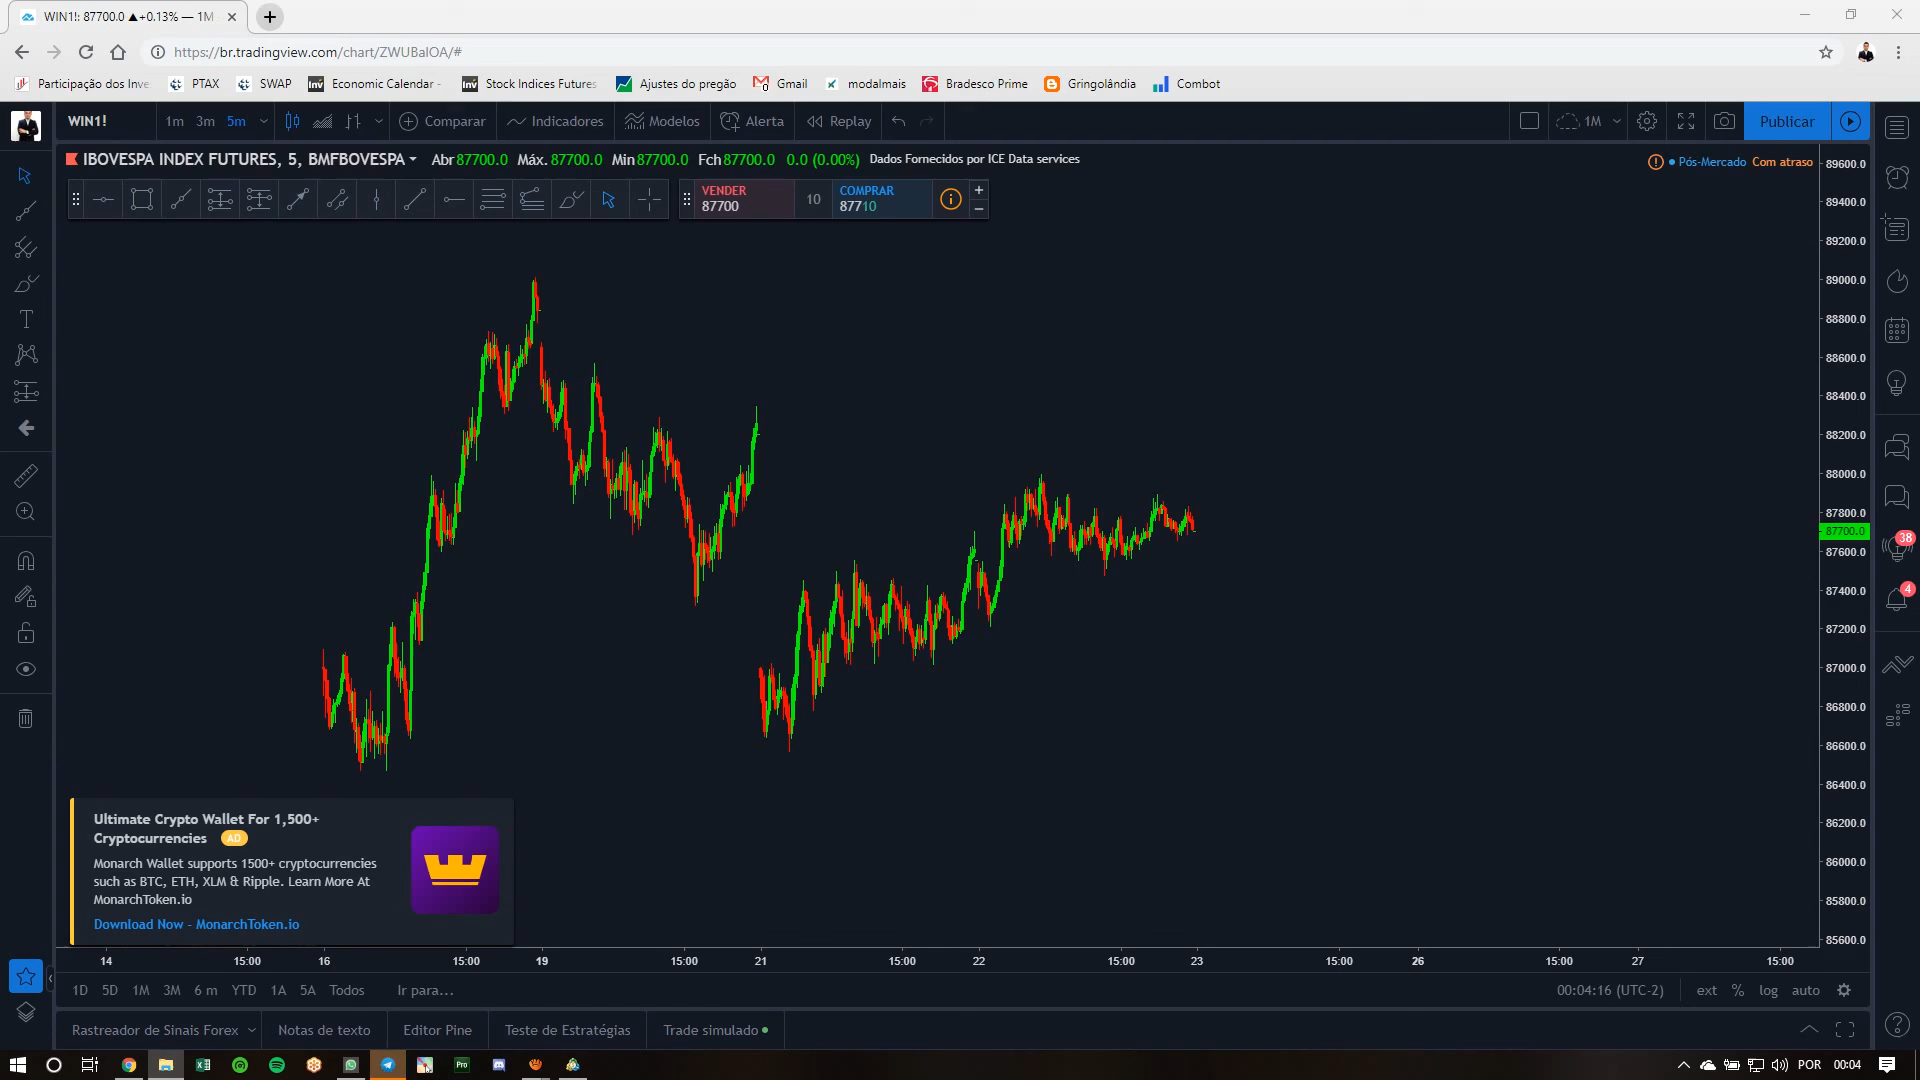 WIN1!: 87700.0 ▲+0.13% — 1M
https://br.tradingview.com/chart/ZWUBaIOA/#
Participação dos Inve
PTAX
SWAP
Economic Calendar -
Stock Indices Futures
Ajustes do pregão
Gmail
modalmais
Bradesco Prime
Gringolândia
Combot
WIN1!
1m 3m 5m
Comparar
Indicadores
Modelos
Alerta
Replay
1M
Publicar
IBOVESPA INDEX FUTURES, 5, BMFBOVESPA
Abr 87700.0 Máx. 87700.0 Min 87700.0 Fch 87700.0 0.0 (0.00%)
Dados Fornecidos por ICE Data services
Pós-Mercado Com atraso
VENDER
87700
10
COMPRAR
87710
89600.0
89400.0
89200.0
89000.0
88800.0
88600.0
88400.0
88200.0
88000.0
87800.0
87700.0
87600.0
87400.0
87200.0
87000.0
86800.0
86600.0
86400.0
86200.0
86000.0
85800.0
85600.0
38
4
Ultimate Crypto Wallet For 1,500+
Cryptocurrencies AD
Monarch Wallet supports 1500+ cryptocurrencies
such as BTC, ETH, XLM & Ripple. Learn More At
MonarchToken.io
Download Now - MonarchToken.io
14 15:00 16 15:00 19 15:00 21 15:00 22 15:00 23 15:00 26 15:00 27 15:00
1D 5D 1M 3M 6 m YTD 1A 5A Todos
Ir para...
00:04:16 (UTC-2)
ext % log auto
Rastreador de Sinais Forex
Notas de texto
Editor Pine
Teste de Estratégias
Trade simulado
Pro
POR
00:04